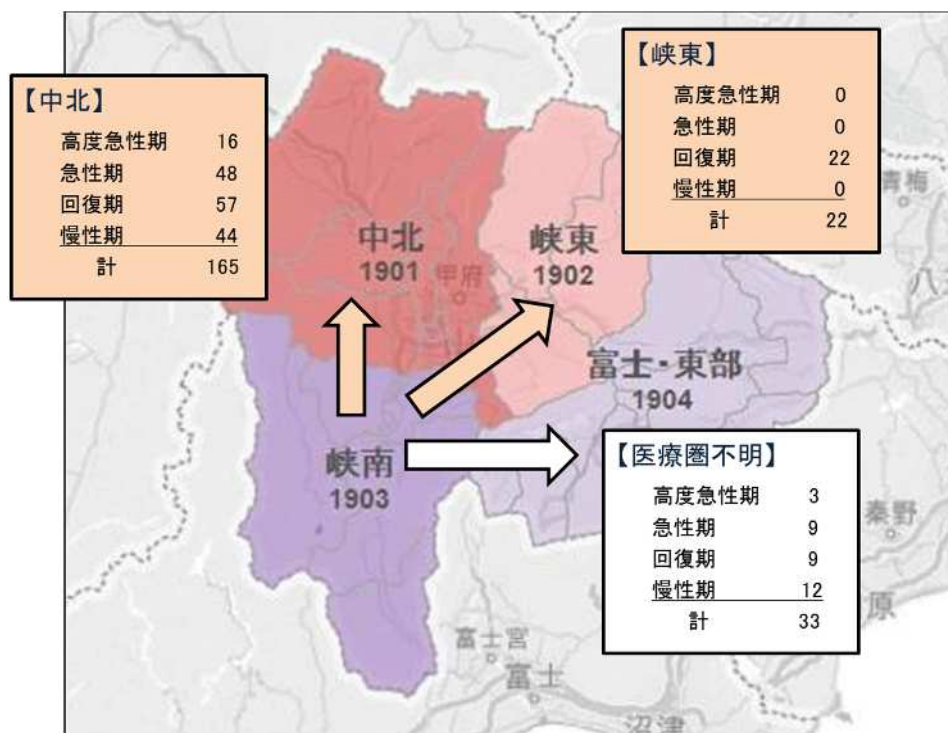 【中北】
高度急性期 16
急性期 48
回復期 57
慢性期 44
計 165
【峡東】
高度急性期 0
急性期 0
回復期 22
慢性期 0
計 22
青梅
中北
1901
甲府
峡東
1902
八
富士・東部
1904
峡南
1903
【医療圏不明】
高度急性期 3
急性期 9
回復期 9
慢性期 12
計 33
秦野
原
富士宮
富士
沼津